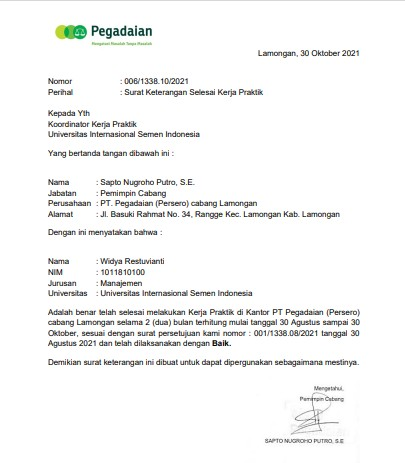 Pegadaian
Mengatasi Masalah Tanpa Masalah
Lamongan, 30 Oktober 2021
Nomor : 006/1338.10/2021
Perihal : Surat Keterangan Selesai Kerja Praktik
Kepada Yth
Koordinator Kerja Praktik
Universitas Internasional Semen Indonesia
Yang bertanda tangan dibawah ini :
Nama : Sapto Nugroho Putro, S.E.
Jabatan : Pemimpin Cabang
Perusahaan : PT. Pegadaian (Persero) cabang Lamongan
Alamat : Jl. Basuki Rahmat No. 34, Rangge Kec. Lamongan Kab. Lamongan
Dengan ini menyatakan bahwa :
Nama : Widya Restuvianti
NIM : 1011810100
Jurusan : Manajemen
Universitas : Universitas Internasional Semen Indonesia
Adalah benar telah selesai melakukan Kerja Praktik di Kantor PT Pegadaian (Persero)
cabang Lamongan selama 2 (dua) bulan terhitung mulai tanggal 30 Agustus sampai 30
Oktober, sesuai dengan surat persetujuan kami nomor : 001/1338.08/2021 tanggal 30
Agustus 2021 dan telah dilaksanakan dengan Baik.
Demikian surat keterangan ini dibuat untuk dapat dipergunakan sebagaimana mestinya.
Mengetahui,
Pemimpin Cabang
SAPTO NUGROHO PUTRO, S.E